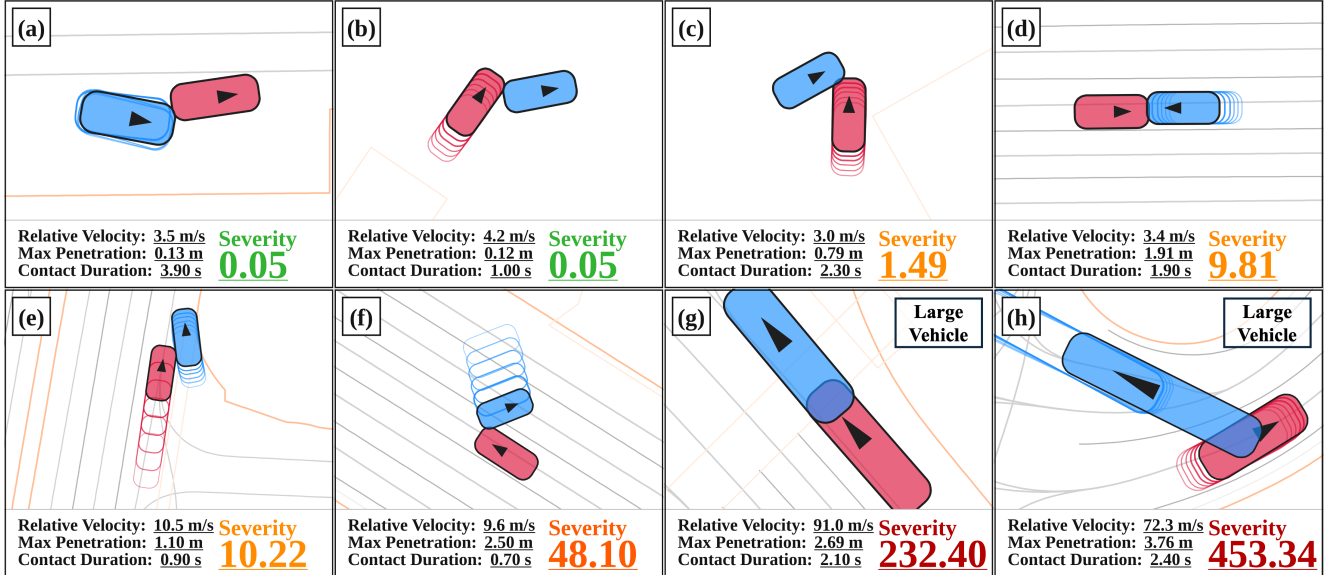 (a)
Relative Velocity: 3.5 m/s
Max Penetration: 0.13 m
Contact Duration: 3.90 s
Severity
0.05
(b)
Relative Velocity: 4.2 m/s
Max Penetration: 0.12 m
Contact Duration: 1.00 s
Severity
0.05
(c)
Relative Velocity: 3.0 m/s
Max Penetration: 0.79 m
Contact Duration: 2.30 s
Severity
1.49
(d)
Relative Velocity: 3.4 m/s
Max Penetration: 1.91 m
Contact Duration: 1.90 s
Severity
9.81
(e)
Relative Velocity: 10.5 m/s
Max Penetration: 1.10 m
Contact Duration: 0.90 s
Severity
10.22
(f)
Relative Velocity: 9.6 m/s
Max Penetration: 2.50 m
Contact Duration: 0.70 s
Severity
48.10
(g)
Large
Vehicle
Relative Velocity: 91.0 m/s
Max Penetration: 2.69 m
Contact Duration: 2.10 s
Severity
232.40
(h)
Large
Vehicle
Relative Velocity: 72.3 m/s
Max Penetration: 3.76 m
Contact Duration: 2.40 s
Severity
453.34